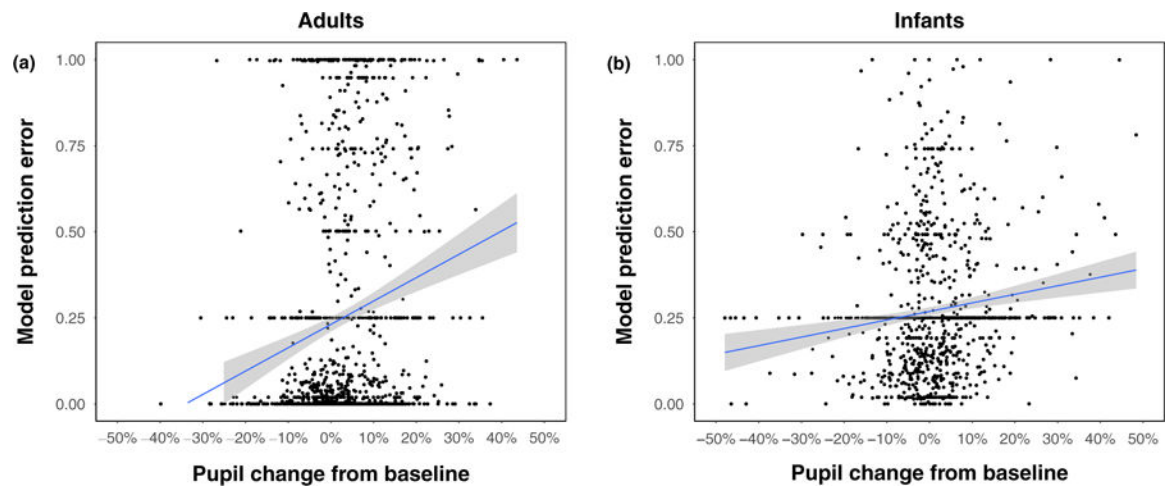 Adults
(a)
Model prediction error
1.00
0.75
0.50
0.25
0.00
−50% −40% −30% −20% −10% 0% 10% 20% 30% 40% 50%
Pupil change from baseline
Infants
(b)
Model prediction error
1.00
0.75
0.50
0.25
0.00
−50% −40% −30% −20% −10% 0% 10% 20% 30% 40% 50%
Pupil change from baseline